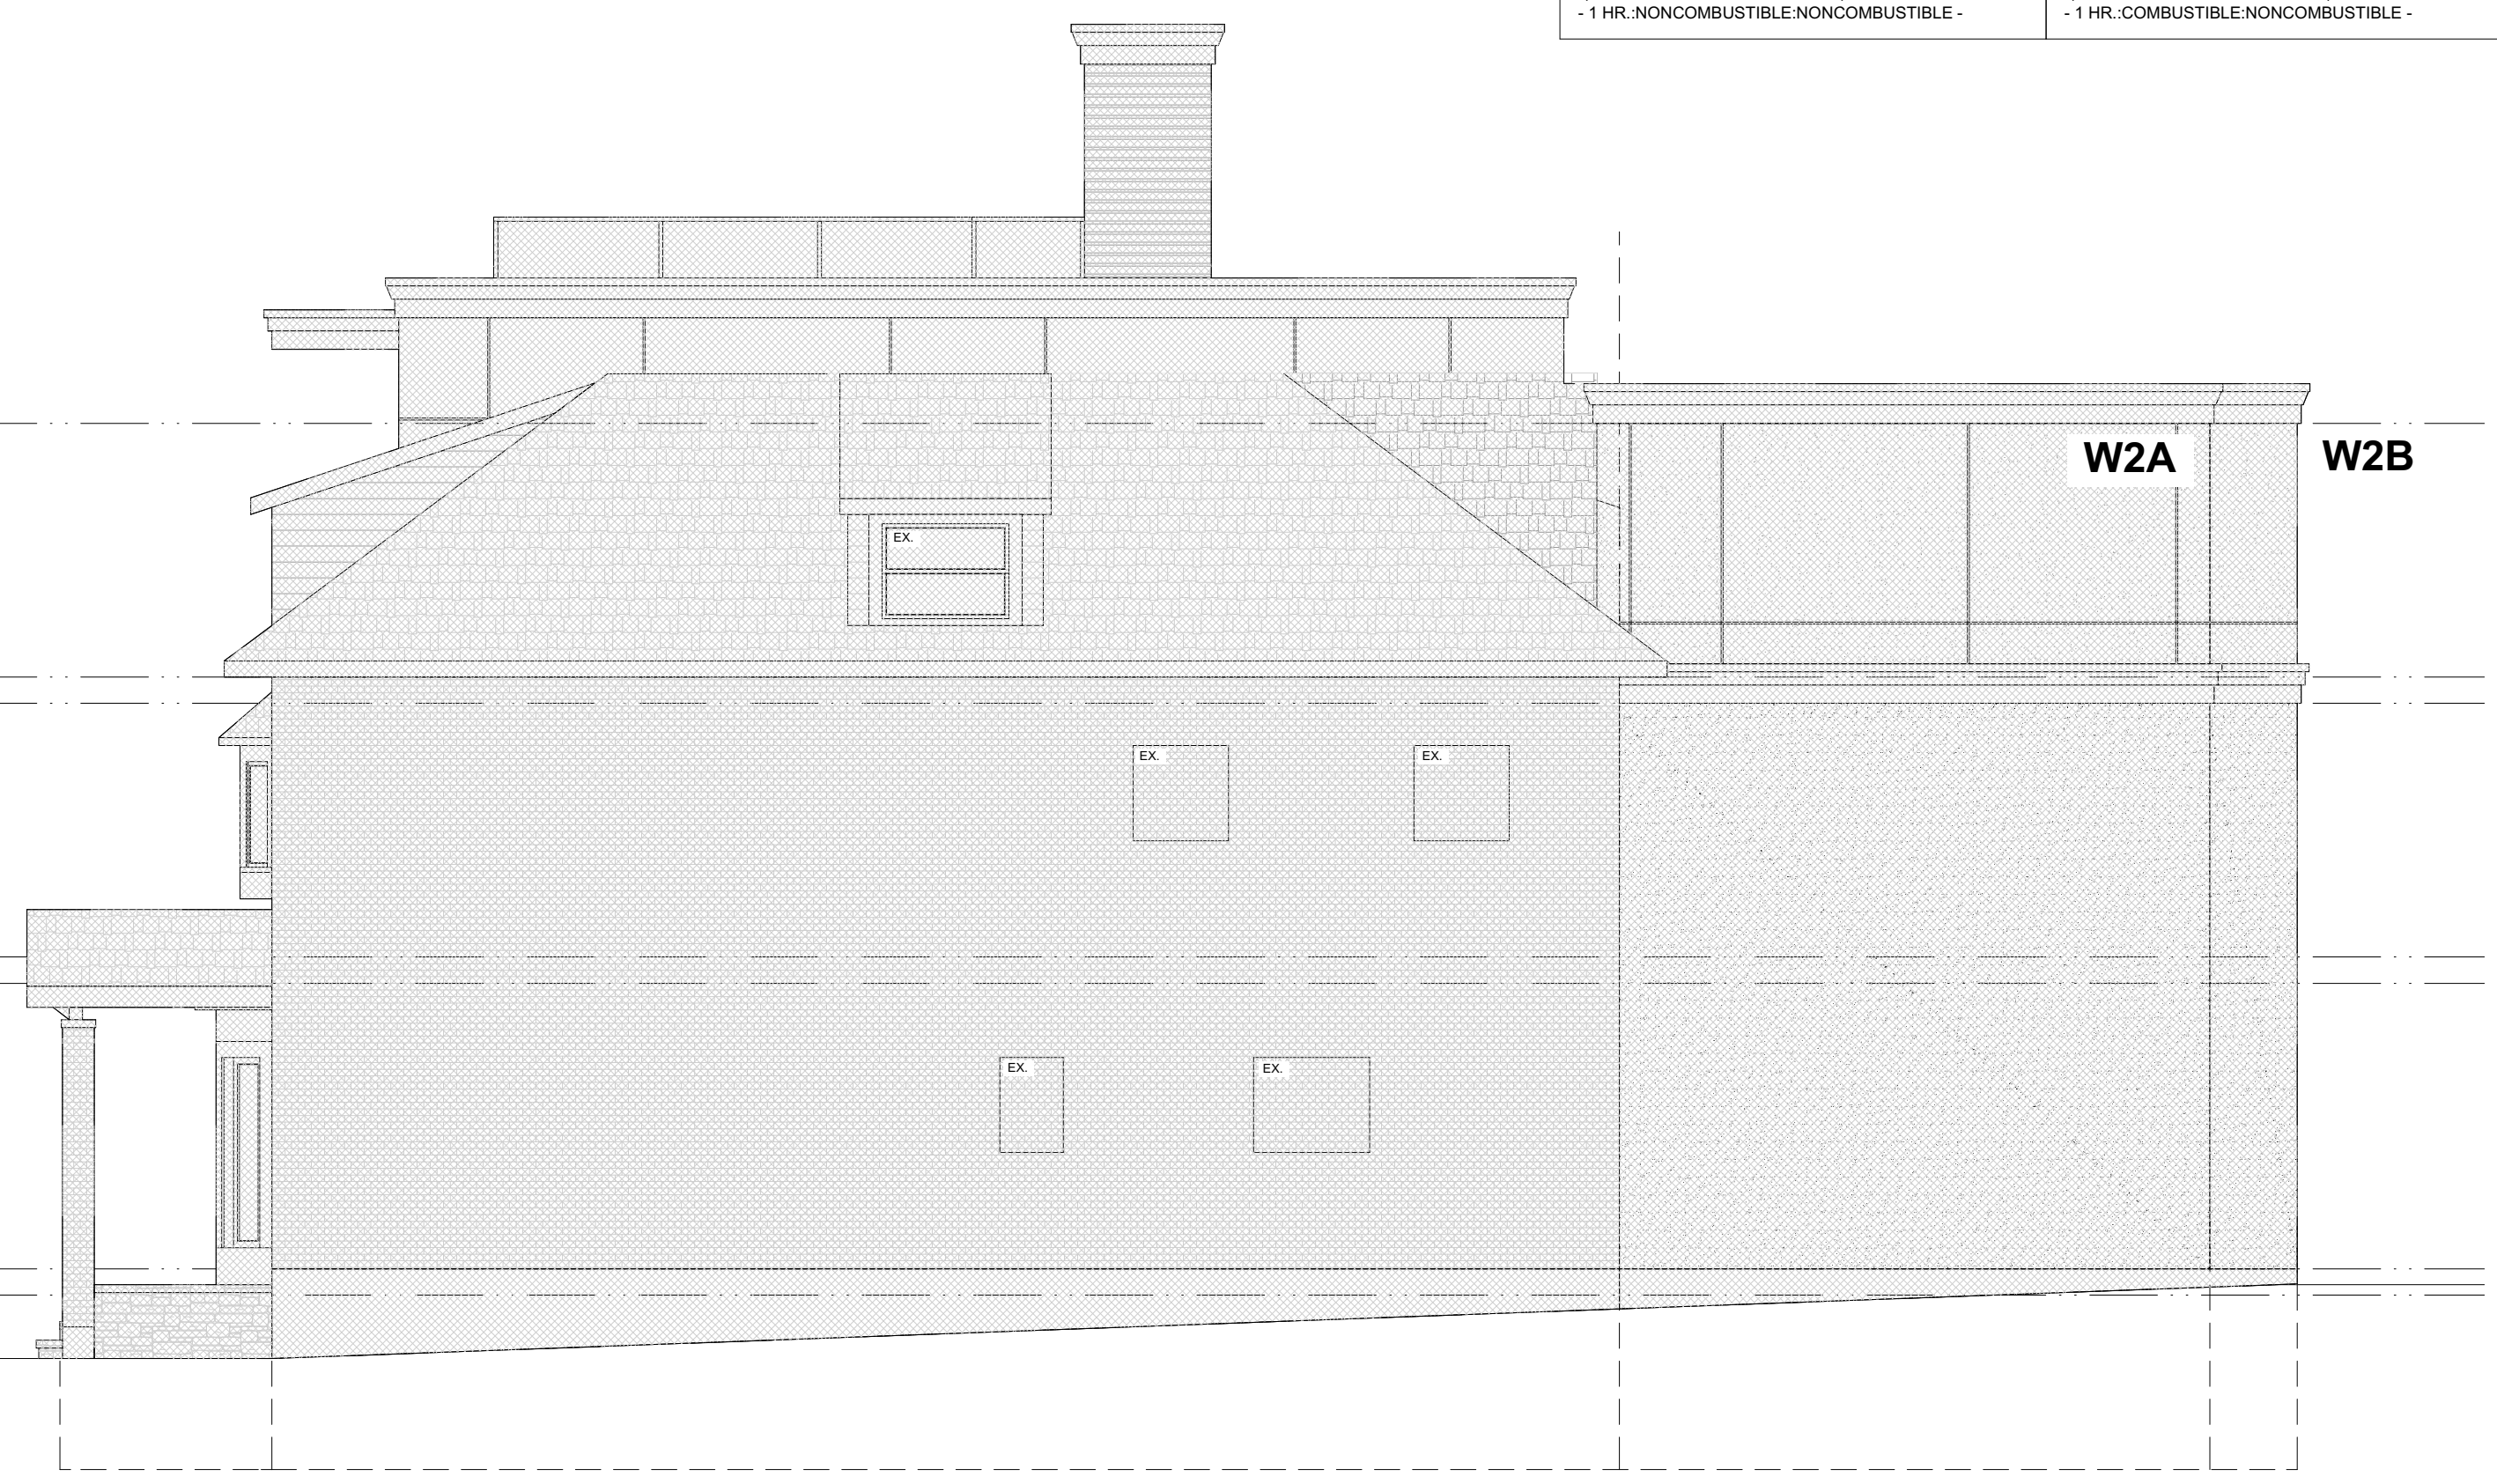 - 1 HR.:NONCOMBUSTIBLE:NONCOMBUSTIBLE -
- 1 HR.:COMBUSTIBLE:NONCOMBUSTIBLE -
W2A
W2B
EX.
EX.
EX.
EX.
EX.